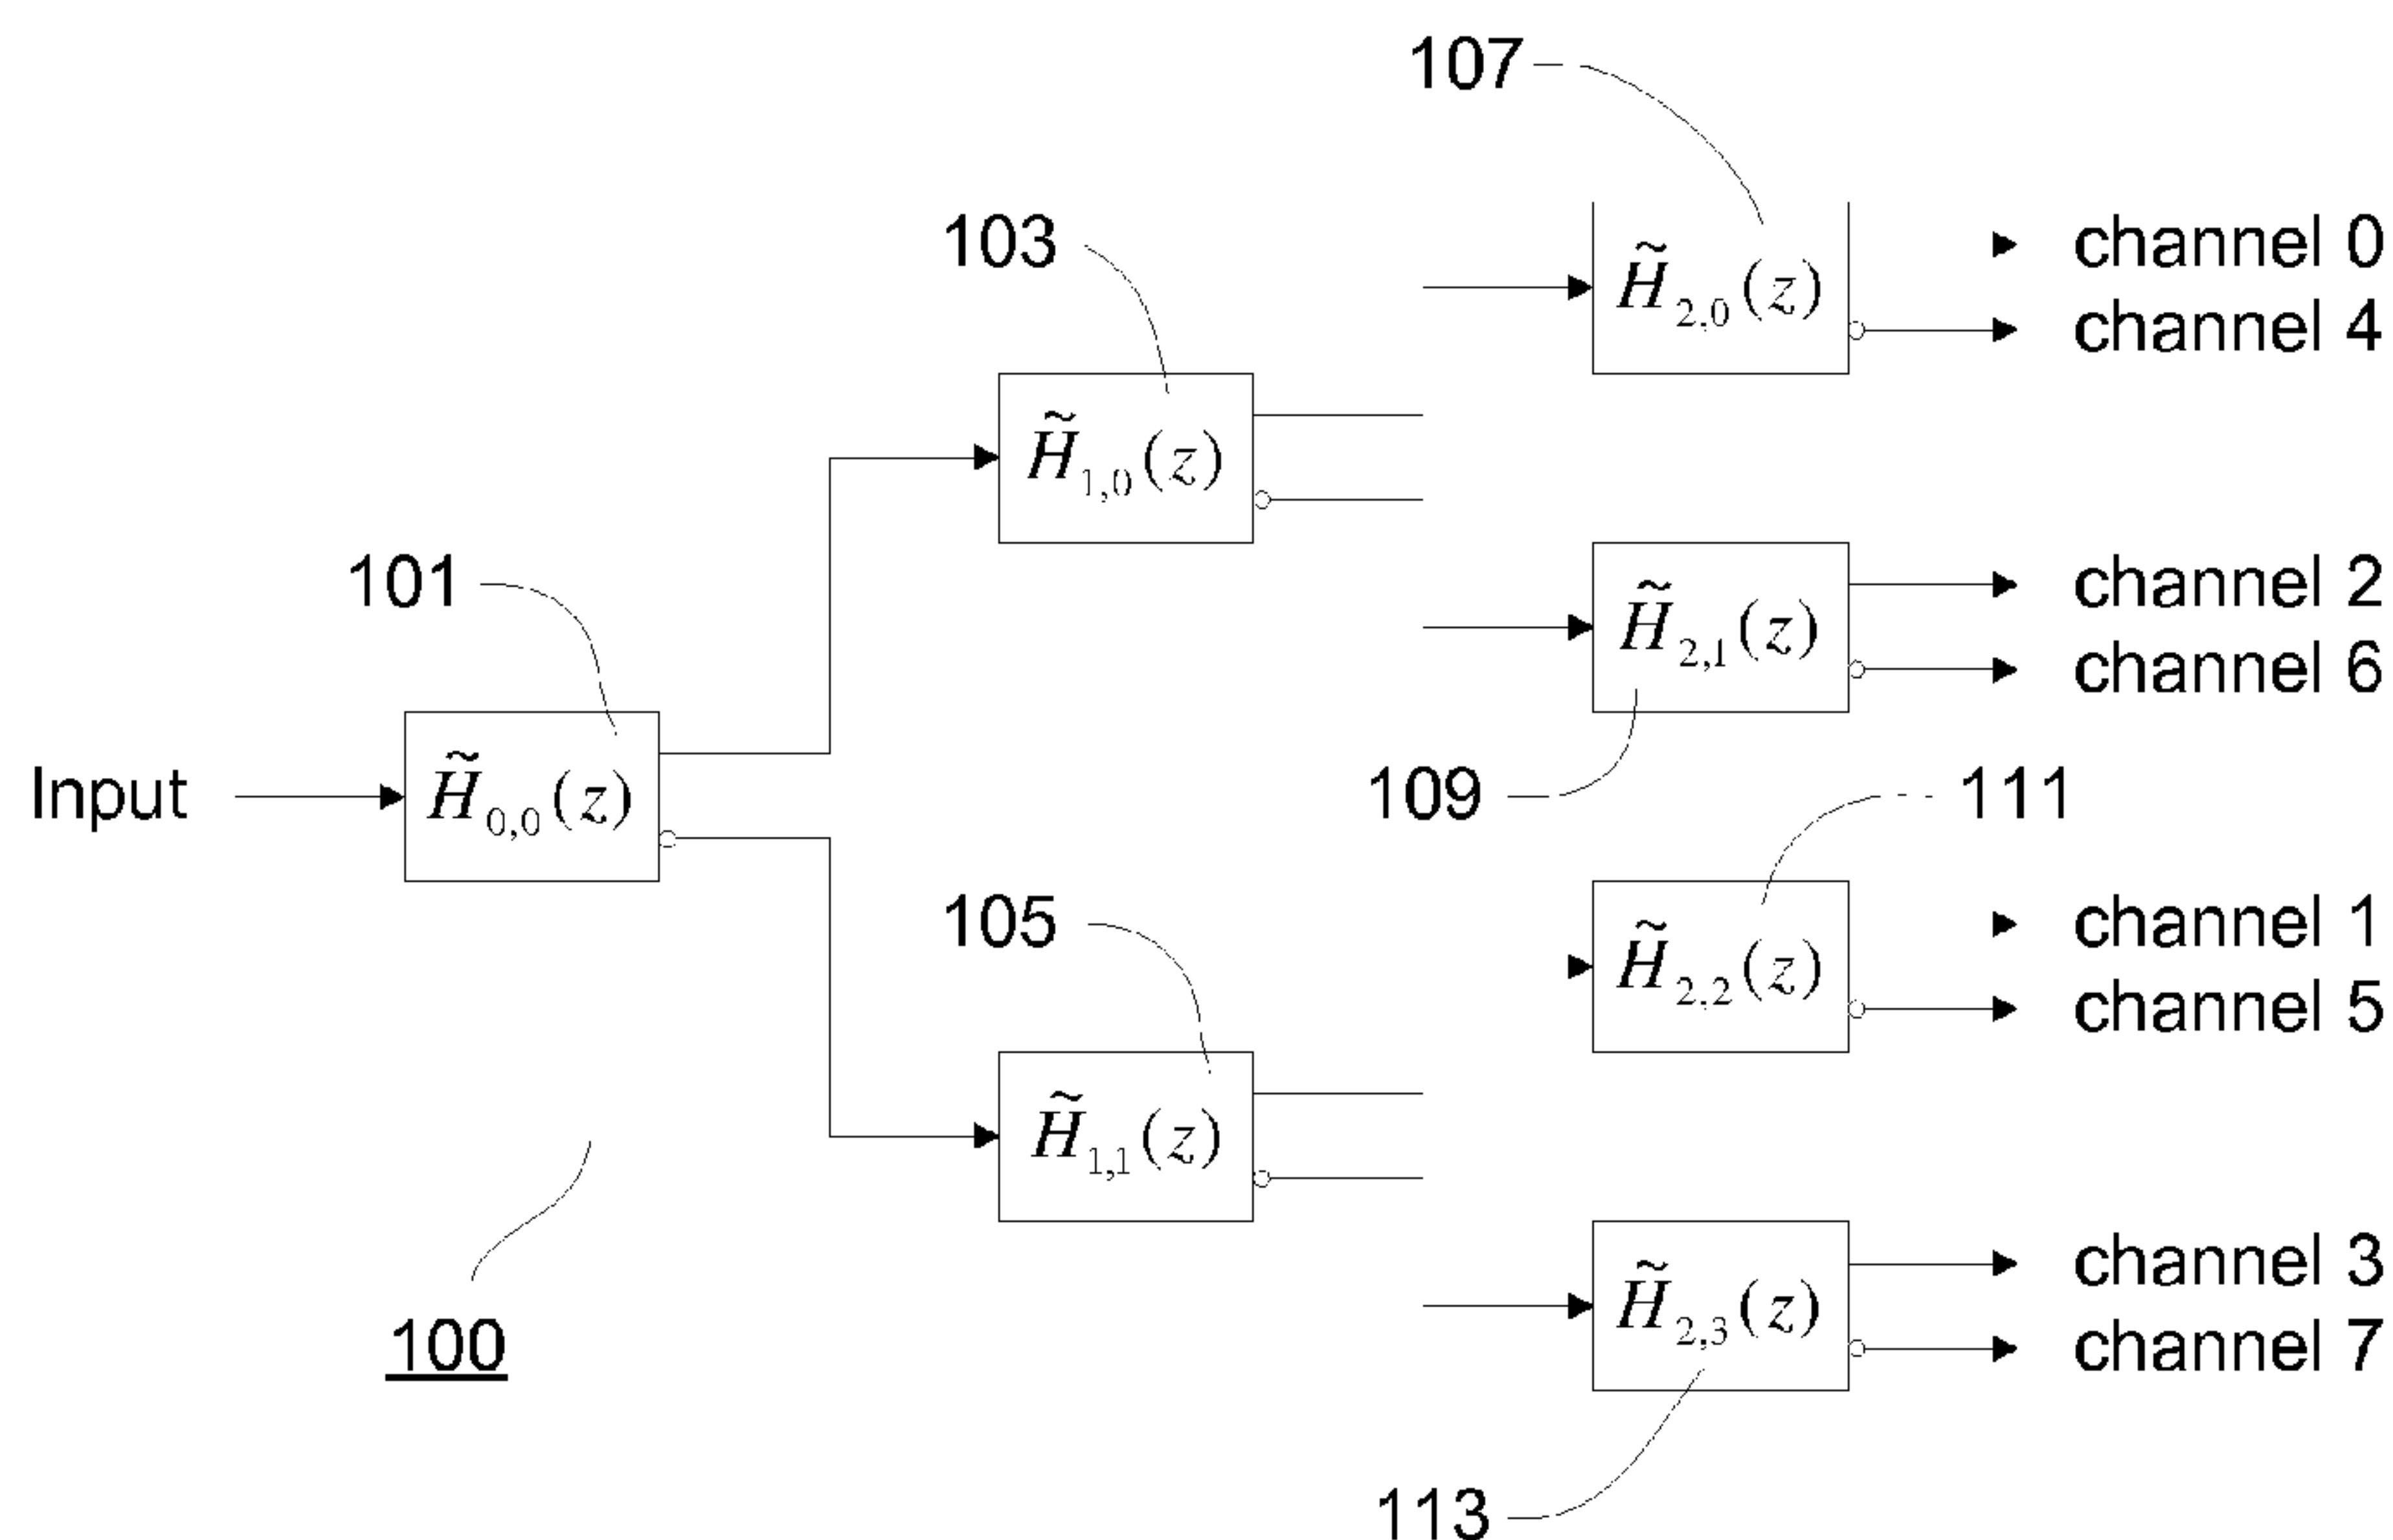 107
channel 0
H̃2,0(z)
channel 4
103
H̃1,0(z)
channel 2
101
H̃2,1(z)
channel 6
Input
H̃0,0(z)
109
111
105
channel 1
H̃2,2(z)
channel 5
H̃1,1(z)
channel 3
100
H̃2,3(z)
channel 7
113